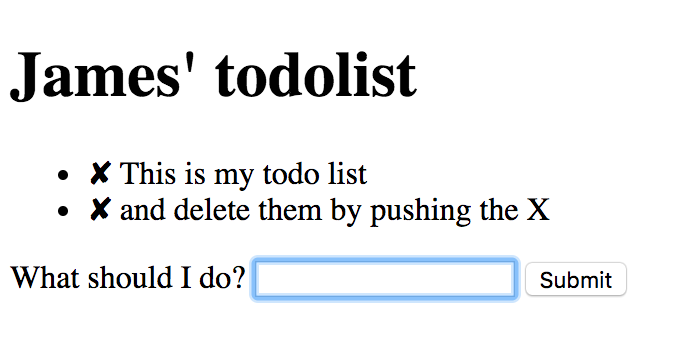 James' todolist
• ✘ This is my todo list
• ✘ and delete them by pushing the X
What should I do? Submit